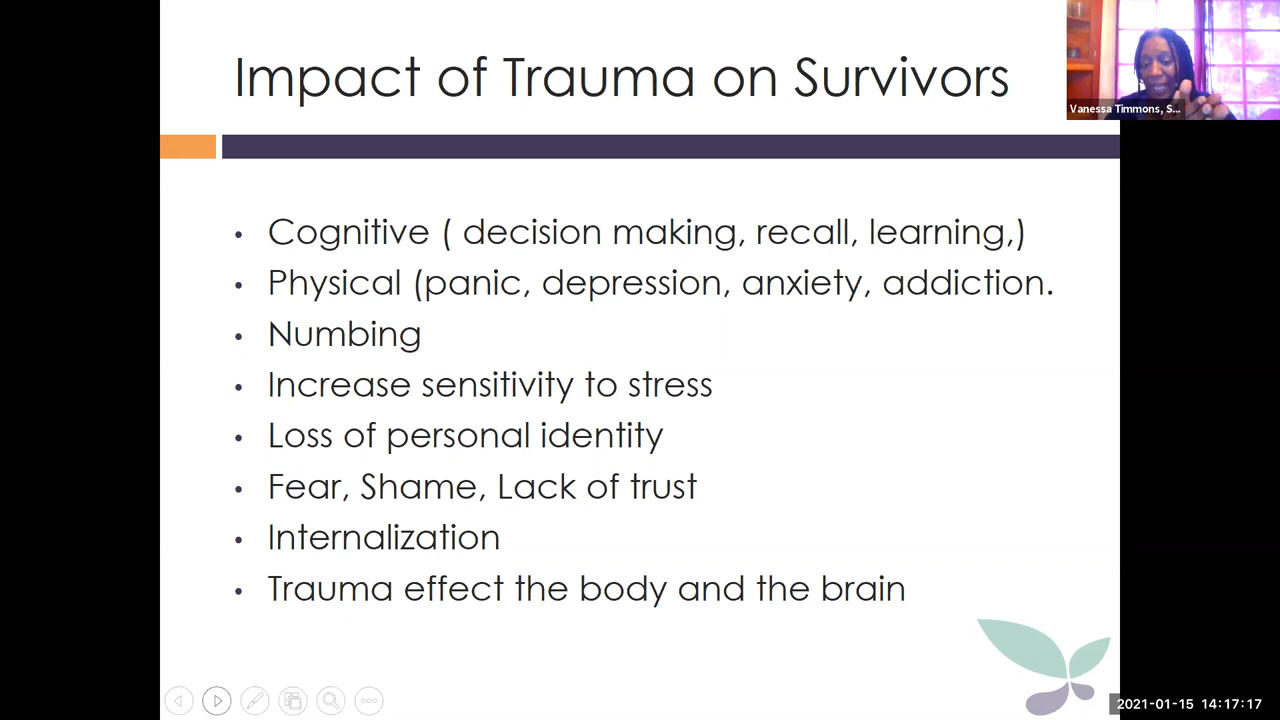 Impact of Trauma on Survivors
Vanessa Timmons, S...
• Cognitive ( decision making, recall, learning,)
• Physical (panic, depression, anxiety, addiction.
• Numbing
• Increase sensitivity to stress
• Loss of personal identity
• Fear, Shame, Lack of trust
• Internalization
• Trauma effect the body and the brain
2021-01-15 14:17:17